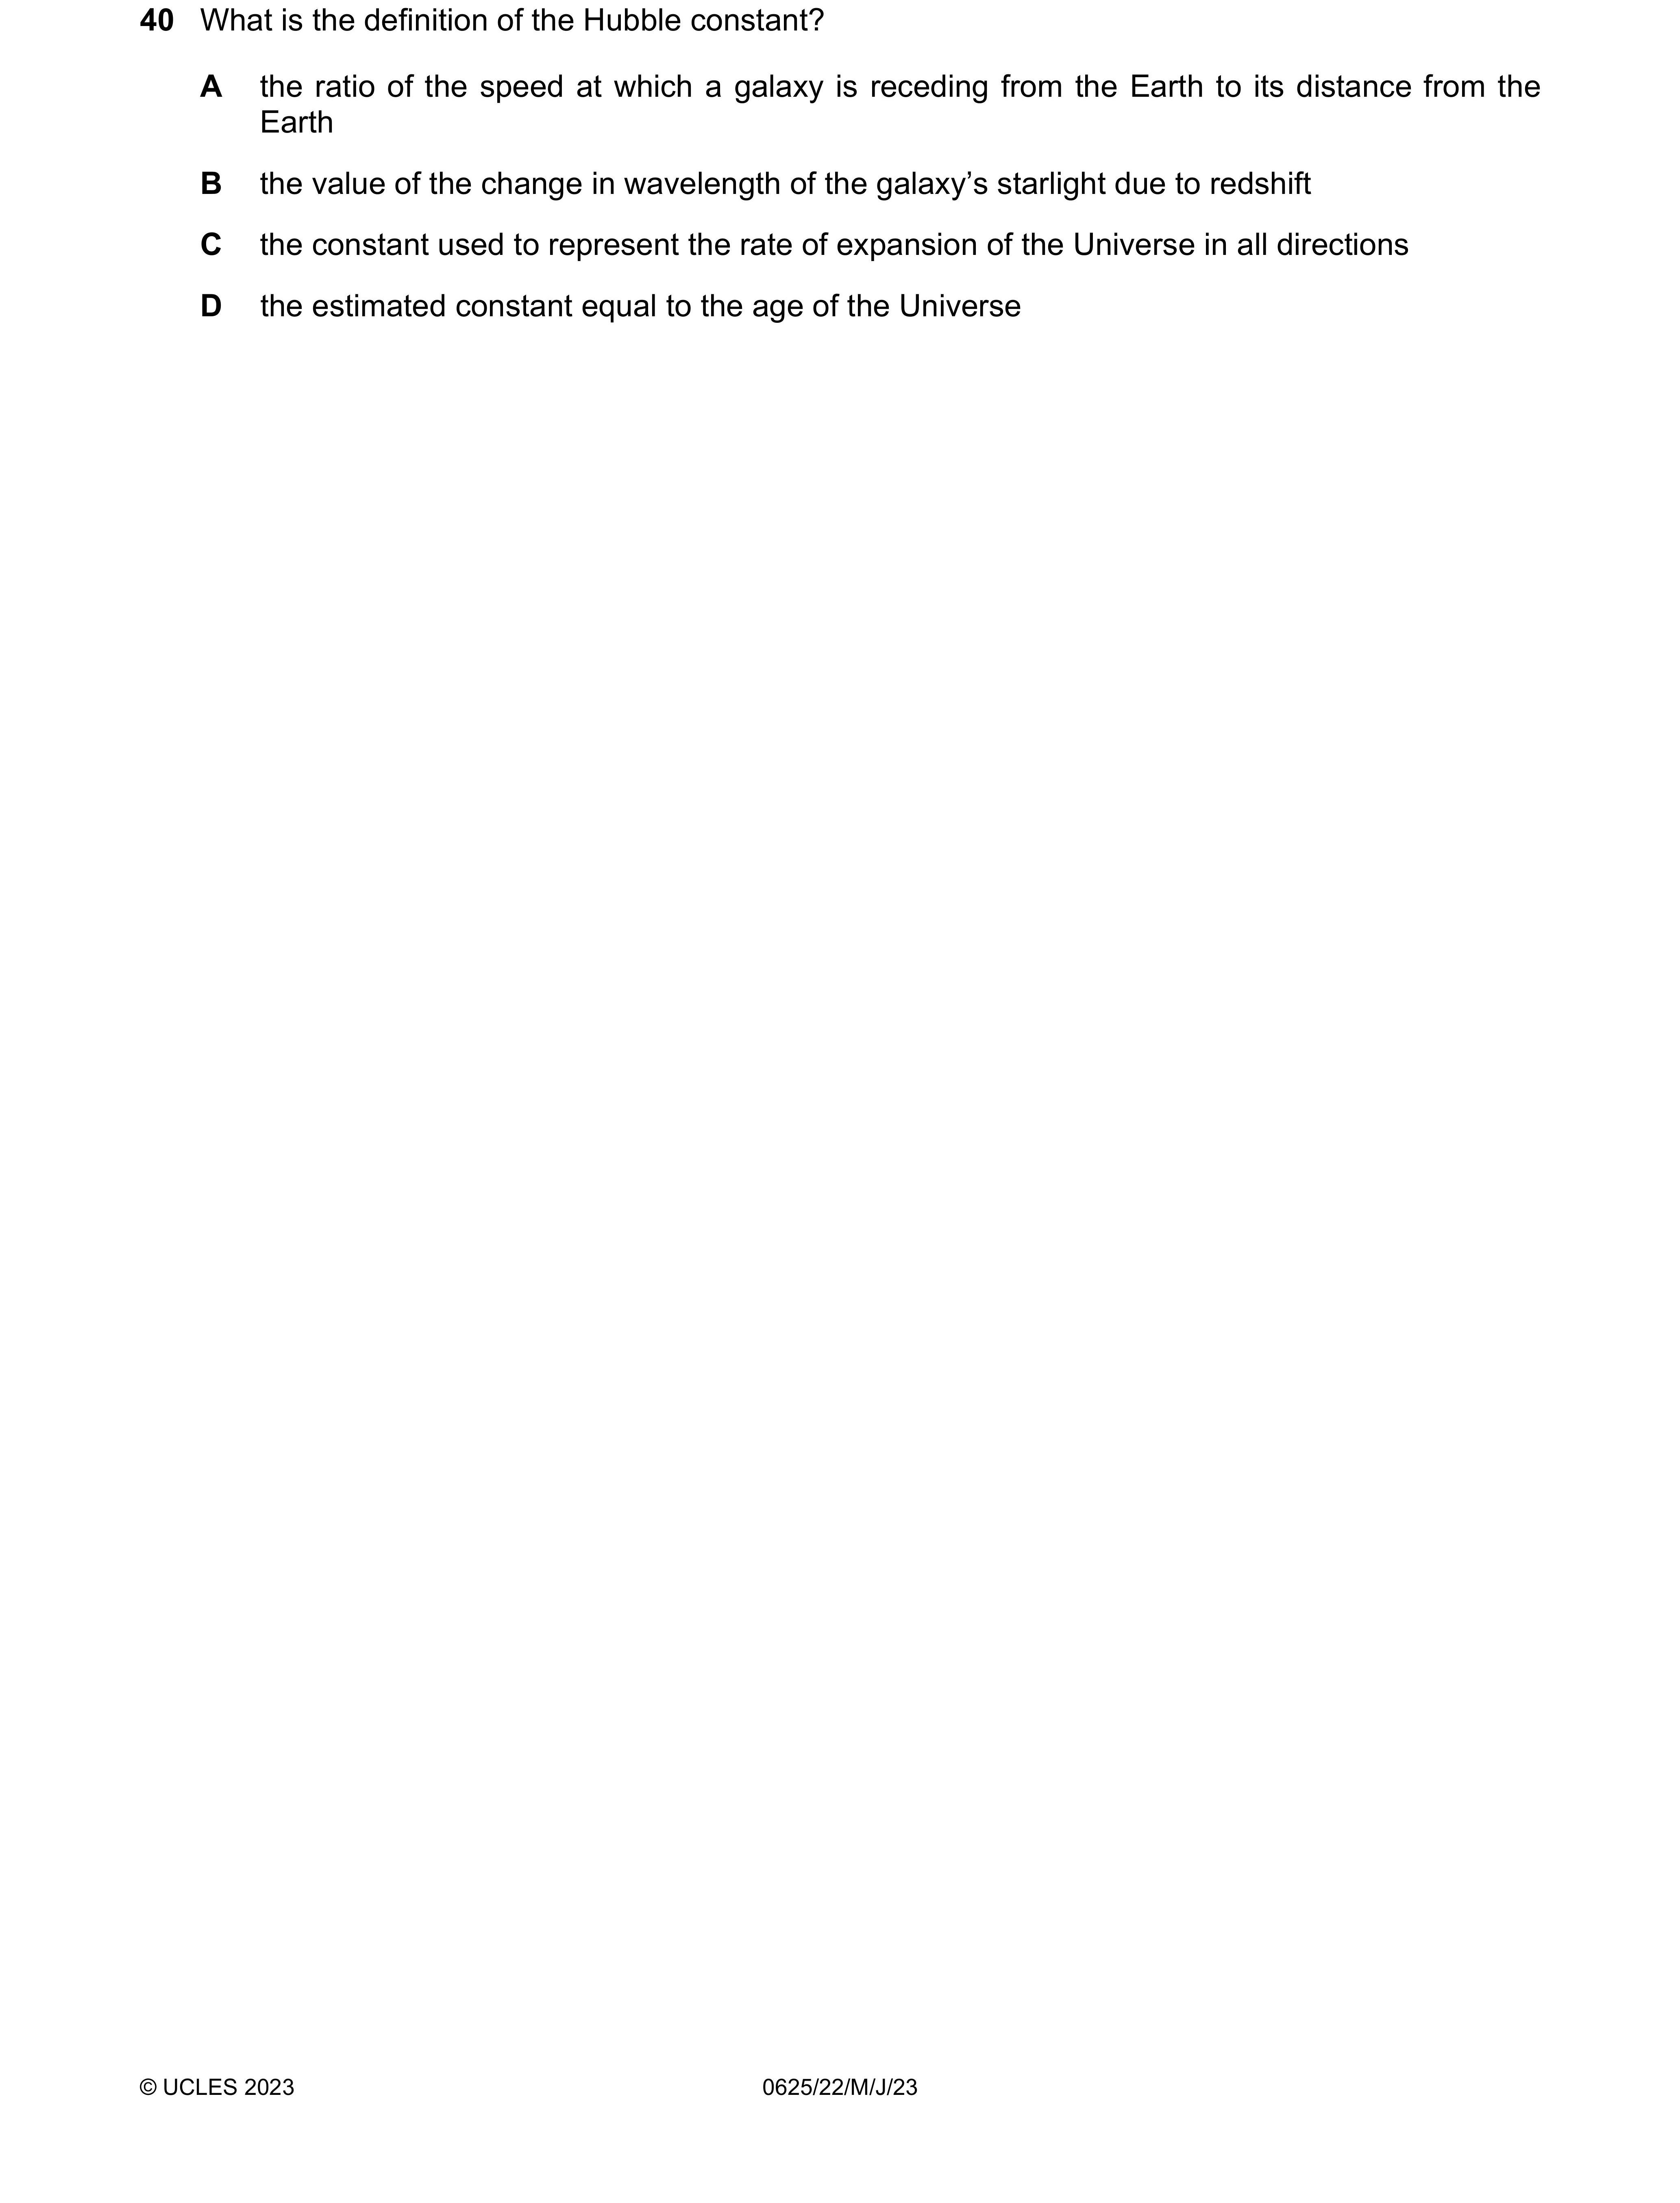 40 What is the definition of the Hubble constant?
A the ratio of the speed at which a galaxy is receding from the Earth to its distance from the
Earth
B the value of the change in wavelength of the galaxy’s starlight due to redshift
C the constant used to represent the rate of expansion of the Universe in all directions
D the estimated constant equal to the age of the Universe
© UCLES 2023 0625/22/M/J/23